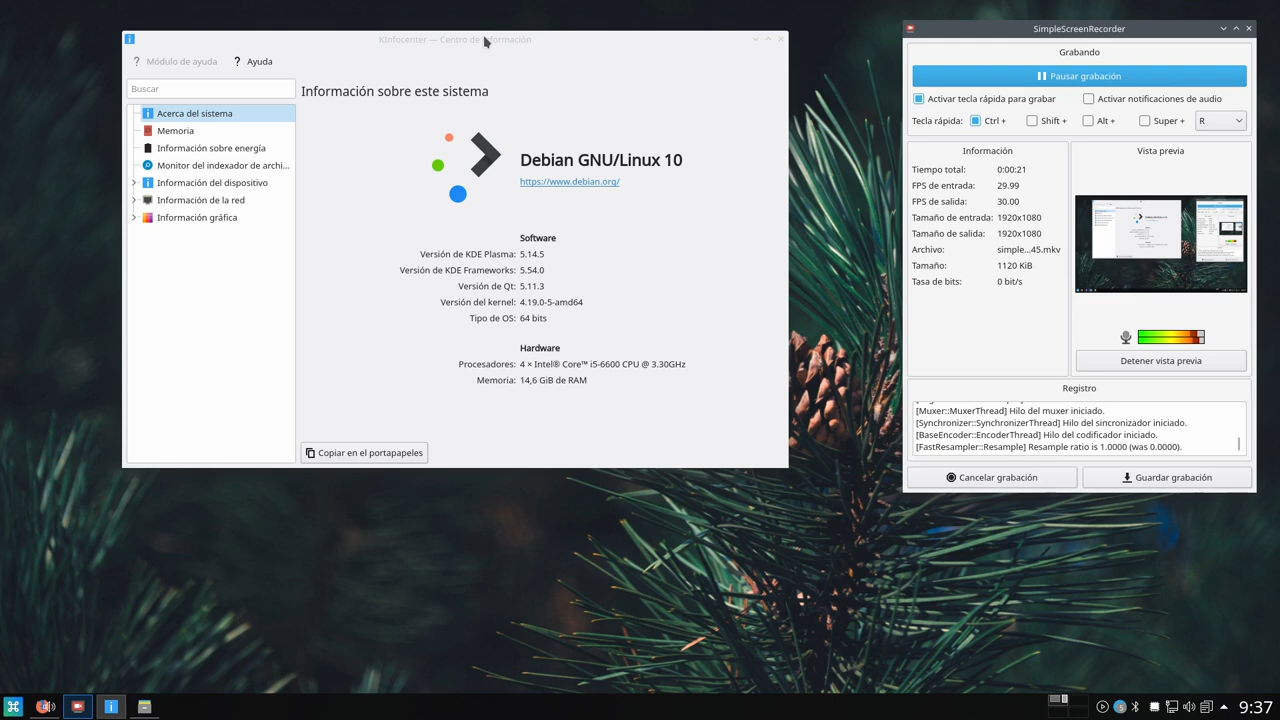 KInfocenter — Centro de información
? Módulo de ayuda
? Ayuda
Buscar
Acerca del sistema
Memoria
Información sobre energía
Monitor del indexador de archi...
Información del dispositivo
Información de la red
Información gráfica
Información sobre este sistema
Debian GNU/Linux 10
https://www.debian.org/
Software
Versión de KDE Plasma: 5.14.5
Versión de KDE Frameworks: 5.54.0
Versión de Qt: 5.11.3
Versión del kernel: 4.19.0-5-amd64
Tipo de OS: 64 bits
Hardware
Procesadores: 4 × Intel® Core™ i5-6600 CPU @ 3.30GHz
Memoria: 14,6 GiB de RAM
Copiar en el portapapeles
SimpleScreenRecorder
Grabando
Pausar grabación
Activar tecla rápida para grabar
Activar notificaciones de audio
Tecla rápida: Ctrl + Shift + Alt + Super + R
Información
Tiempo total: 0:00:21
FPS de entrada: 29.99
FPS de salida: 30.00
Tamaño de entrada: 1920x1080
Tamaño de salida: 1920x1080
Archivo: simple...45.mkv
Tamaño: 1120 KiB
Tasa de bits: 0 bit/s
Vista previa
Detener vista previa
Registro
[Muxer::MuxerThread] Hilo del muxer iniciado.
[Synchronizer::SynchronizerThread] Hilo del sincronizador iniciado.
[BaseEncoder::EncoderThread] Hilo del codificador iniciado.
[FastResampler::Resample] Resample ratio is 1.0000 (was 0.0000).
Cancelar grabación
Guardar grabación
9:37